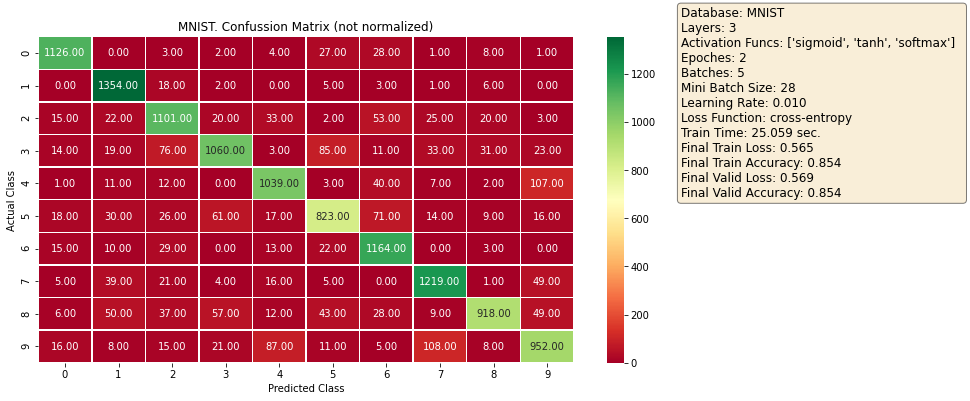 MNIST. Confussion Matrix (not normalized)
Actual Class
0 1126.00 0.00 3.00 2.00 4.00 27.00 28.00 1.00 8.00 1.00
1 0.00 1354.00 18.00 2.00 0.00 5.00 3.00 1.00 6.00 0.00
2 15.00 22.00 1101.00 20.00 33.00 2.00 53.00 25.00 20.00 3.00
3 14.00 19.00 76.00 1060.00 3.00 85.00 11.00 33.00 31.00 23.00
4 1.00 11.00 12.00 0.00 1039.00 3.00 40.00 7.00 2.00 107.00
5 18.00 30.00 26.00 61.00 17.00 823.00 71.00 14.00 9.00 16.00
6 15.00 10.00 29.00 0.00 13.00 22.00 1164.00 0.00 3.00 0.00
7 5.00 39.00 21.00 4.00 16.00 5.00 0.00 1219.00 1.00 49.00
8 6.00 50.00 37.00 57.00 12.00 43.00 28.00 9.00 918.00 49.00
9 16.00 8.00 15.00 21.00 87.00 11.00 5.00 108.00 8.00 952.00
0 1 2 3 4 5 6 7 8 9
Predicted Class
1200
1000
800
600
400
200
0
Database: MNIST
Layers: 3
Activation Funcs: ['sigmoid', 'tanh', 'softmax']
Epoches: 2
Batches: 5
Mini Batch Size: 28
Learning Rate: 0.010
Loss Function: cross-entropy
Train Time: 25.059 sec.
Final Train Loss: 0.565
Final Train Accuracy: 0.854
Final Valid Loss: 0.569
Final Valid Accuracy: 0.854